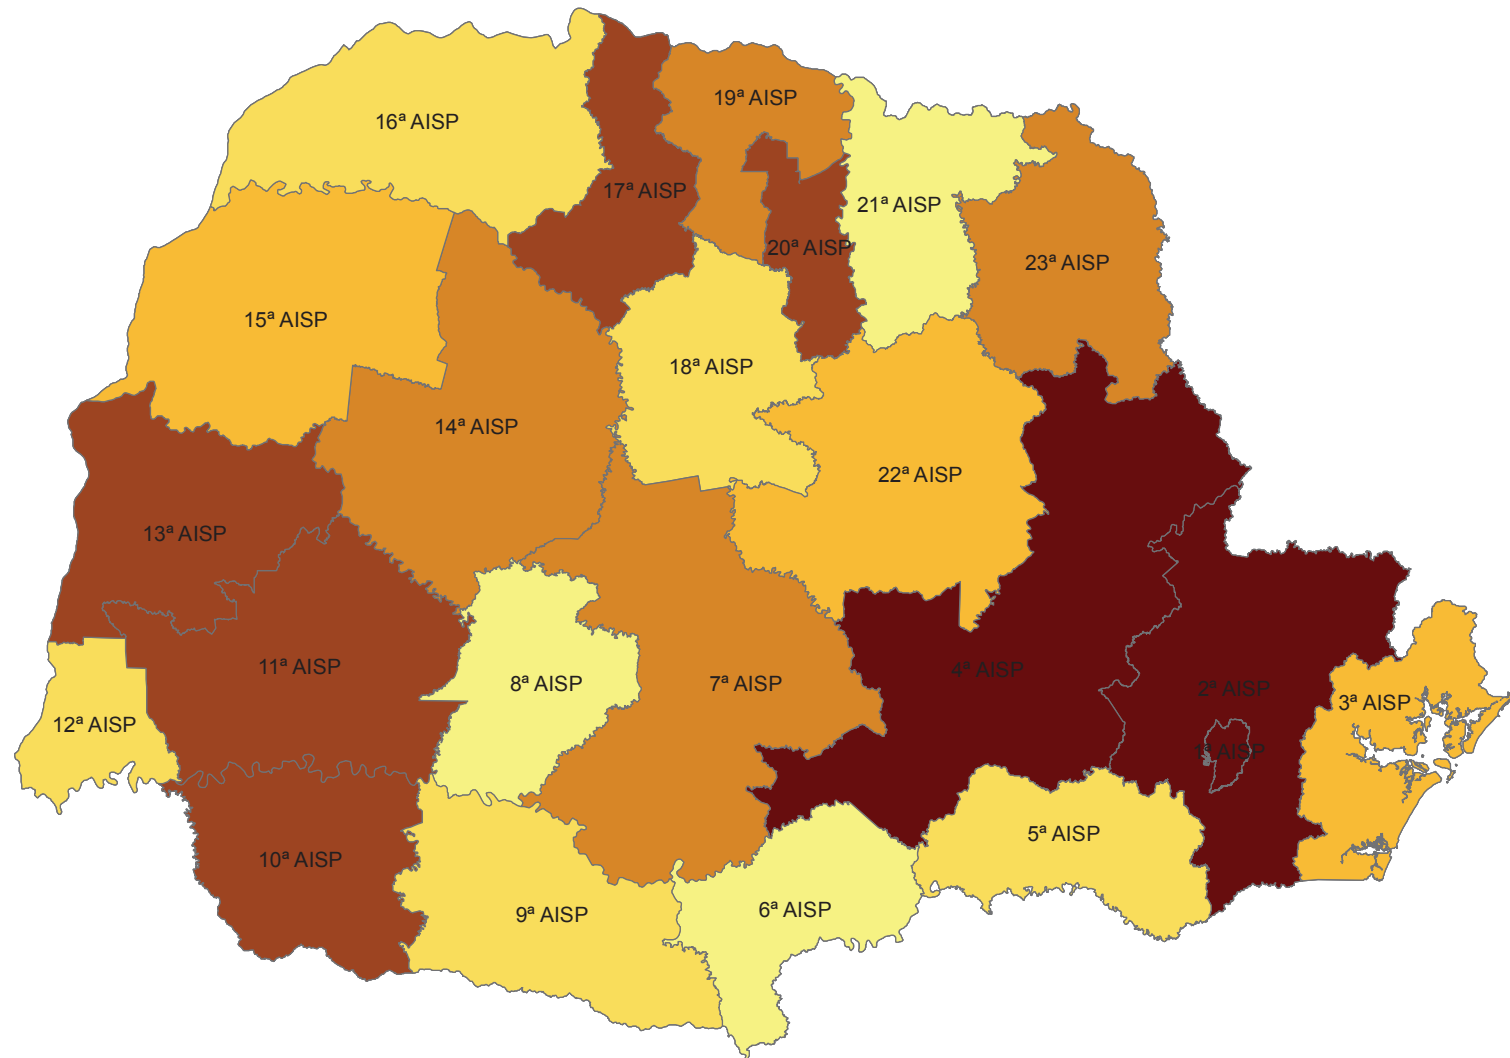 19ª AISP
16ª AISP
17ª AISP
21ª AISP
20ª AISP
23ª AISP
15ª AISP
18ª AISP
14ª AISP
22ª AISP
13ª AISP
11ª AISP
4ª AISP
8ª AISP
7ª AISP
2ª AISP
3ª AISP
12ª AISP
1ª AISP
5ª AISP
10ª AISP
6ª AISP
9ª AISP